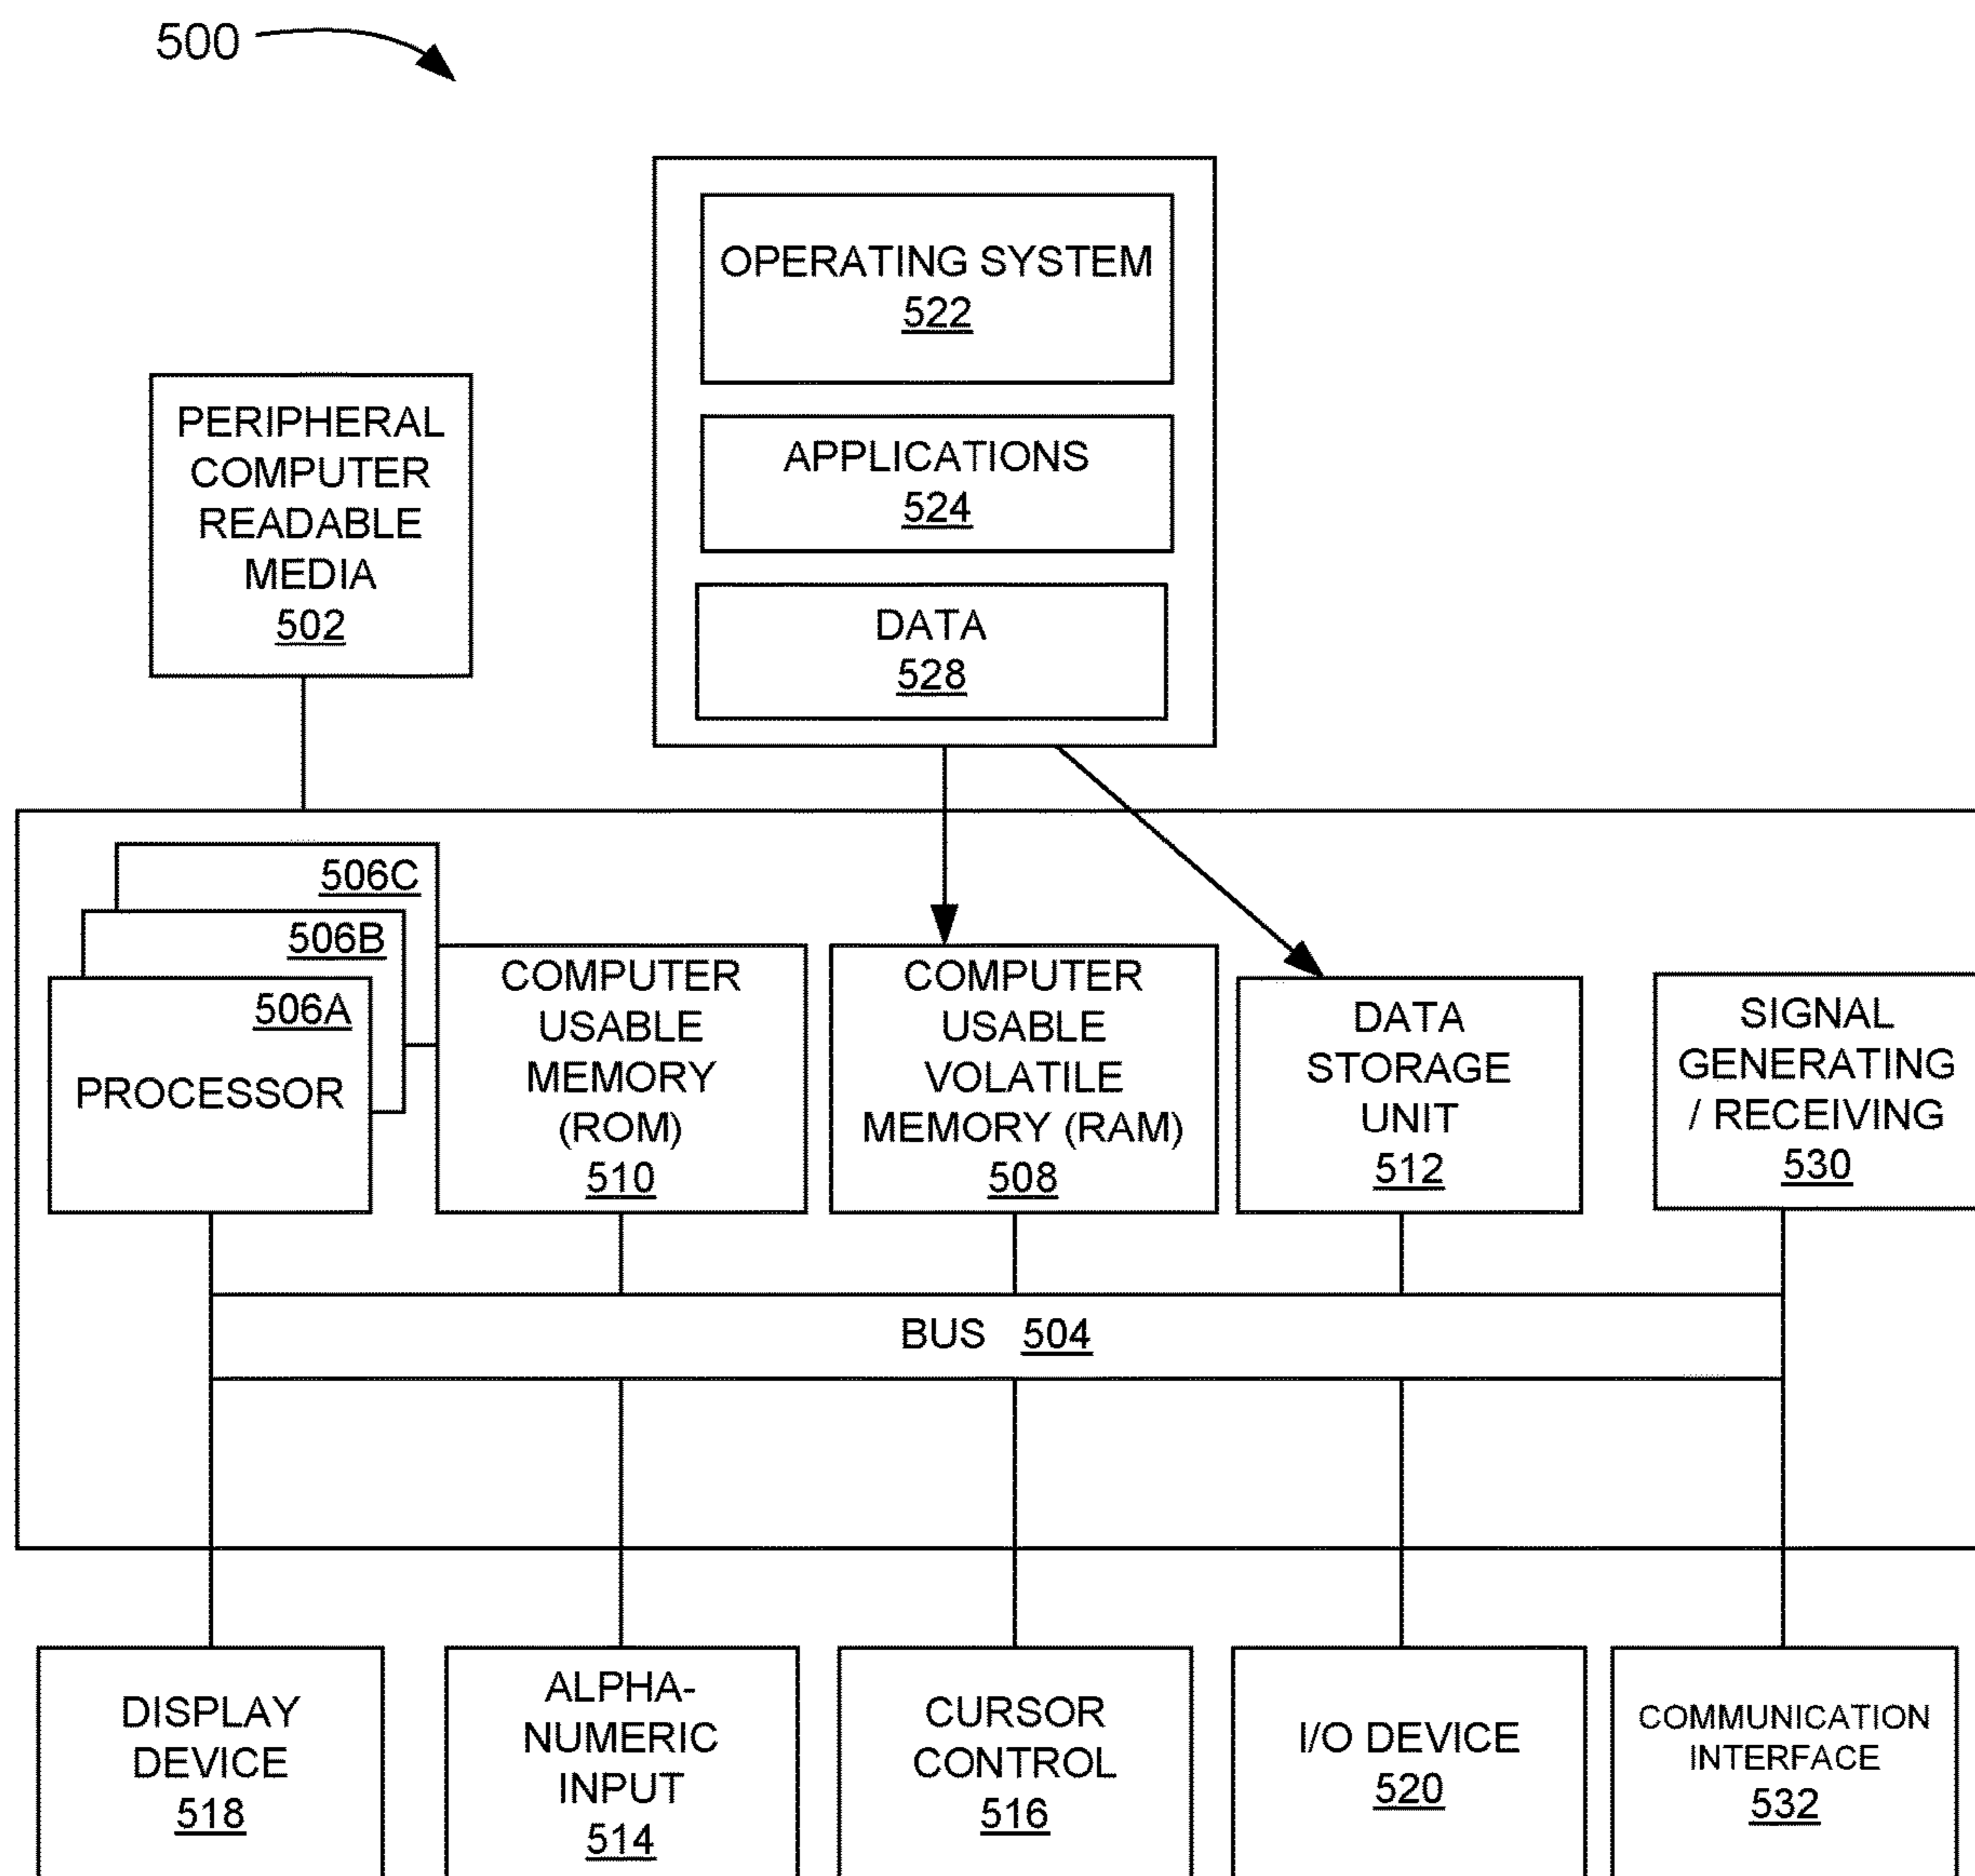 500
OPERATING SYSTEM
522
APPLICATIONS
524
DATA
528
PERIPHERAL
COMPUTER
READABLE
MEDIA
502
506C
506B
506A
PROCESSOR
COMPUTER
USABLE
MEMORY
(ROM)
510
COMPUTER
USABLE
VOLATILE
MEMORY (RAM)
508
DATA
STORAGE
UNIT
512
SIGNAL
GENERATING
/ RECEIVING
530
BUS 504
DISPLAY
DEVICE
518
ALPHA-
NUMERIC
INPUT
514
CURSOR
CONTROL
516
I/O DEVICE
520
COMMUNICATION
INTERFACE
532